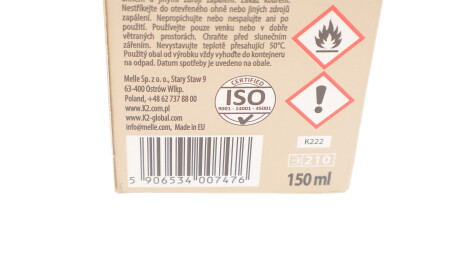 a jinými zdroji zapálení. Zákaz kouření.
Nestříkejte do otevřeného ohně nebo jiných zdrojů
zapálení. Nepropichujte nebo nespalujte ani po
použití. Používejte pouze venku nebo v dobře
větraných prostorách. Chraňte před slunečním
zářením. Nevystavujte teplotě přesahující 50°C.
Použitý obal od výrobku vždy vyhoďte do kontejneru
na odpad. Datum spotřeby je uvedeno na obale.
Melle Sp. z o. o., Stary Staw 9
63-400 Ostrów Wlkp.
Poland, +48 62 737 88 00
www.K2.com.pl
www.K2-global.com
info@melle.com, Made in EU
CERTIFIED
ISO
9001 - 14001 - 45001
K222
210
5 906534 007476
150 ml